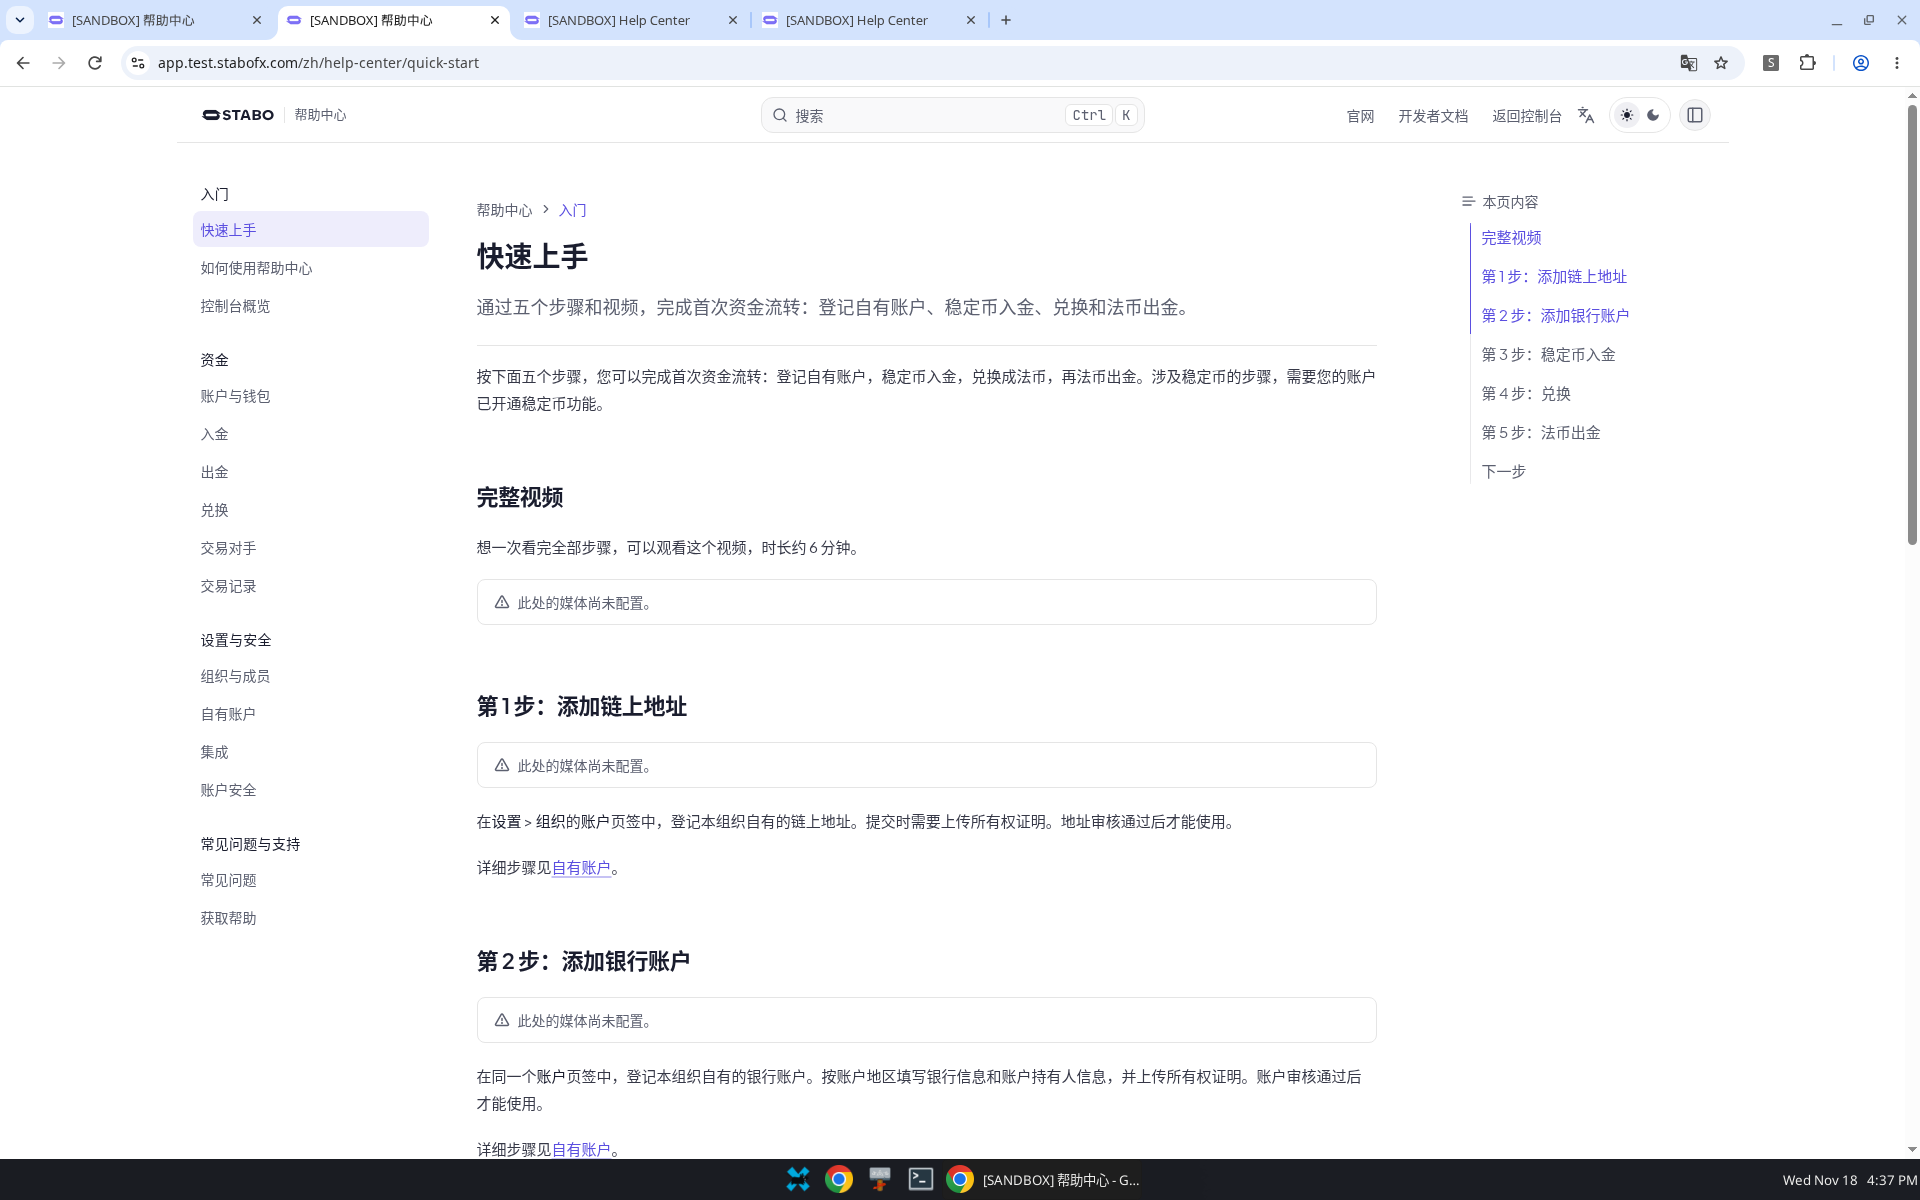 [SANDBOX] 帮助中心
[SANDBOX] 帮助中心
[SANDBOX] Help Center
[SANDBOX] Help Center
app.test.stabofx.com/zh/help-center/quick-start
S
STABO
帮助中心
搜索
Ctrl K
官网
开发者文档
返回控制台
入门
快速上手
如何使用帮助中心
控制台概览
资金
账户与钱包
入金
出金
兑换
交易对手
交易记录
设置与安全
组织与成员
自有账户
集成
账户安全
常见问题与支持
常见问题
获取帮助
帮助中心 > 入门
快速上手
通过五个步骤和视频，完成首次资金流转：登记自有账户、稳定币入金、兑换和法币出金。
按下面五个步骤，您可以完成首次资金流转：登记自有账户，稳定币入金，兑换成法币，再法币出金。涉及稳定币的步骤，需要您的账户
已开通稳定币功能。
完整视频
想一次看完全部步骤，可以观看这个视频，时长约 6 分钟。
此处的媒体尚未配置。
第 1 步：添加链上地址
此处的媒体尚未配置。
在设置 > 组织的账户页签中，登记本组织自有的链上地址。提交时需要上传所有权证明。地址审核通过后才能使用。
详细步骤见自有账户。
第 2 步：添加银行账户
此处的媒体尚未配置。
在同一个账户页签中，登记本组织自有的银行账户。按账户地区填写银行信息和账户持有人信息，并上传所有权证明。账户审核通过后
才能使用。
详细步骤见自有账户。
本页内容
完整视频
第 1 步：添加链上地址
第 2 步：添加银行账户
第 3 步：稳定币入金
第 4 步：兑换
第 5 步：法币出金
下一步
[SANDBOX] 帮助中心 - G...
Wed Nov 18 4:37 PM